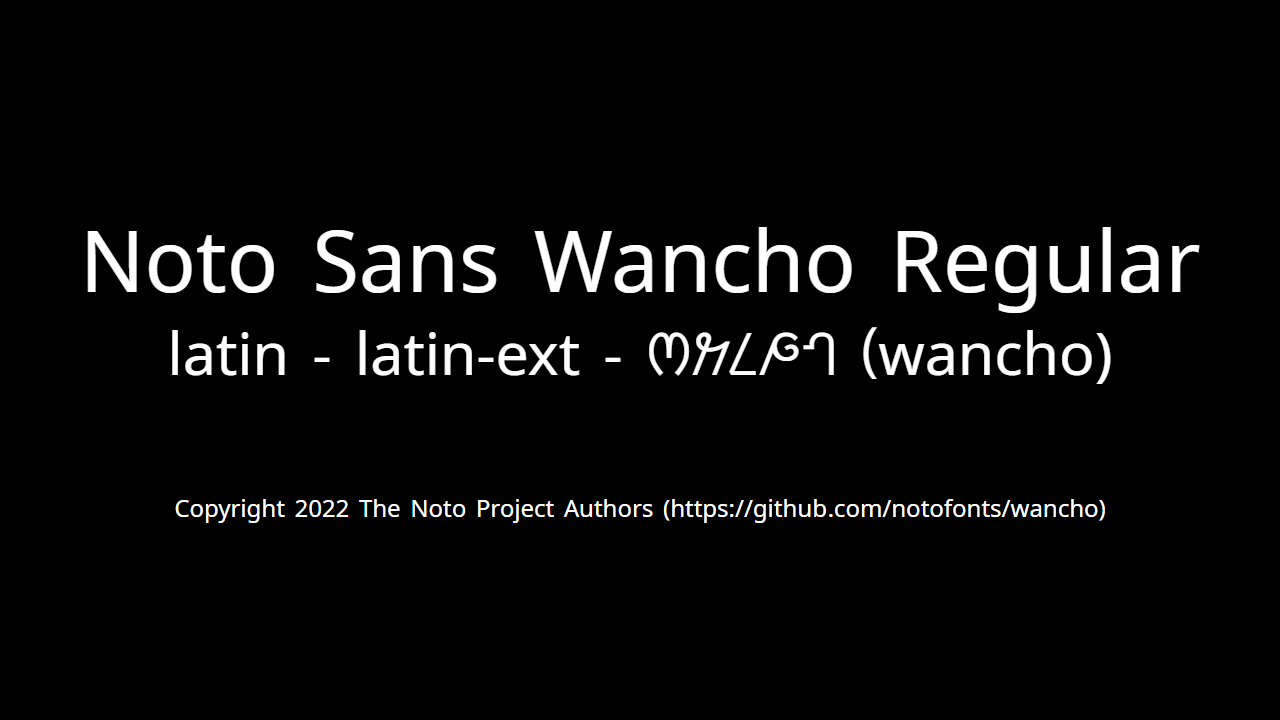 Noto Sans Wancho Regular
latin - latin-ext - 𞋒𞋀𞋉𞋃𞋕 (wancho)
Copyright 2022 The Noto Project Authors (https://github.com/notofonts/wancho)